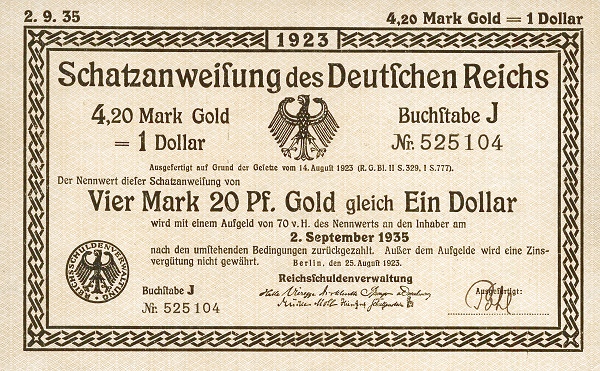 2. 9. 35
4,20 Mark Gold = 1 Dollar
1923
Schatzanweiſung des Deutſchen Reichs
4,20 Mark Gold
= 1 Dollar
Buchſtabe J
Nr. 525104
Ausgefertigt auf Grund der Geſetze vom 14. Auguſt 1923 (R. G. Bl. II S. 329, I S. 777).
Der Nennwert dieſer Schatzanweiſung von
Vier Mark 20 Pf. Gold gleich Ein Dollar
wird mit einem Aufgeld von 70 v. H. des Nennwerts an den Inhaber am
2. September 1935
nach den umſtehenden Bedingungen zurückgezahlt. Außer dem Aufgelde wird eine Zins-
vergütung nicht gewährt.
Berlin, den 25. Auguſt 1923.
REICHSSCHULDENVERWALTUNG
Reichsſchuldenverwaltung
Buchſtabe J
Nr. 525104
Ausgefertigt: